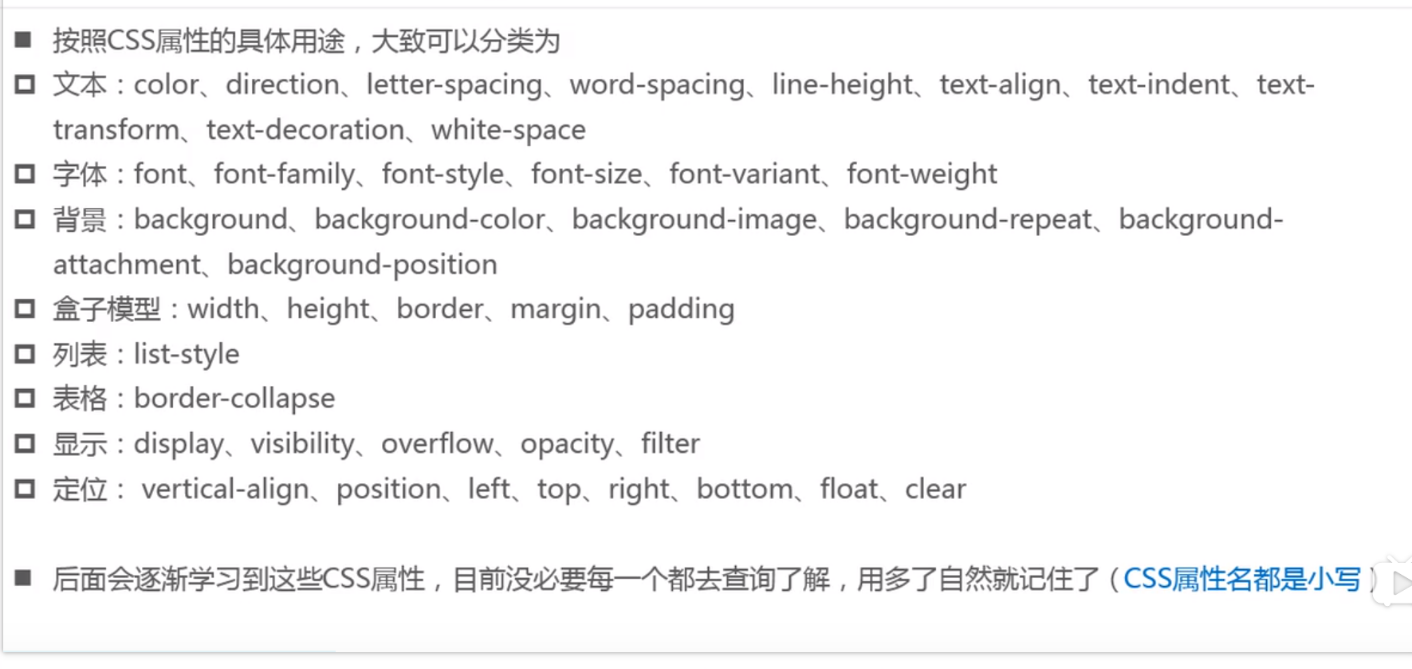 按照CSS属性的具体用途，大致可以分类为
文本：color、direction、letter-spacing、word-spacing、line-height、text-align、text-indent、text-
transform、text-decoration、white-space
字体：font、font-family、font-style、font-size、font-variant、font-weight
背景：background、background-color、background-image、background-repeat、background-
attachment、background-position
盒子模型：width、height、border、margin、padding
列表：list-style
表格：border-collapse
显示：display、visibility、overflow、opacity、filter
定位： vertical-align、position、left、top、right、bottom、float、clear
后面会逐渐学习到这些CSS属性，目前没必要每一个都去查询了解，用多了自然就记住了（CSS属性名都是小写）